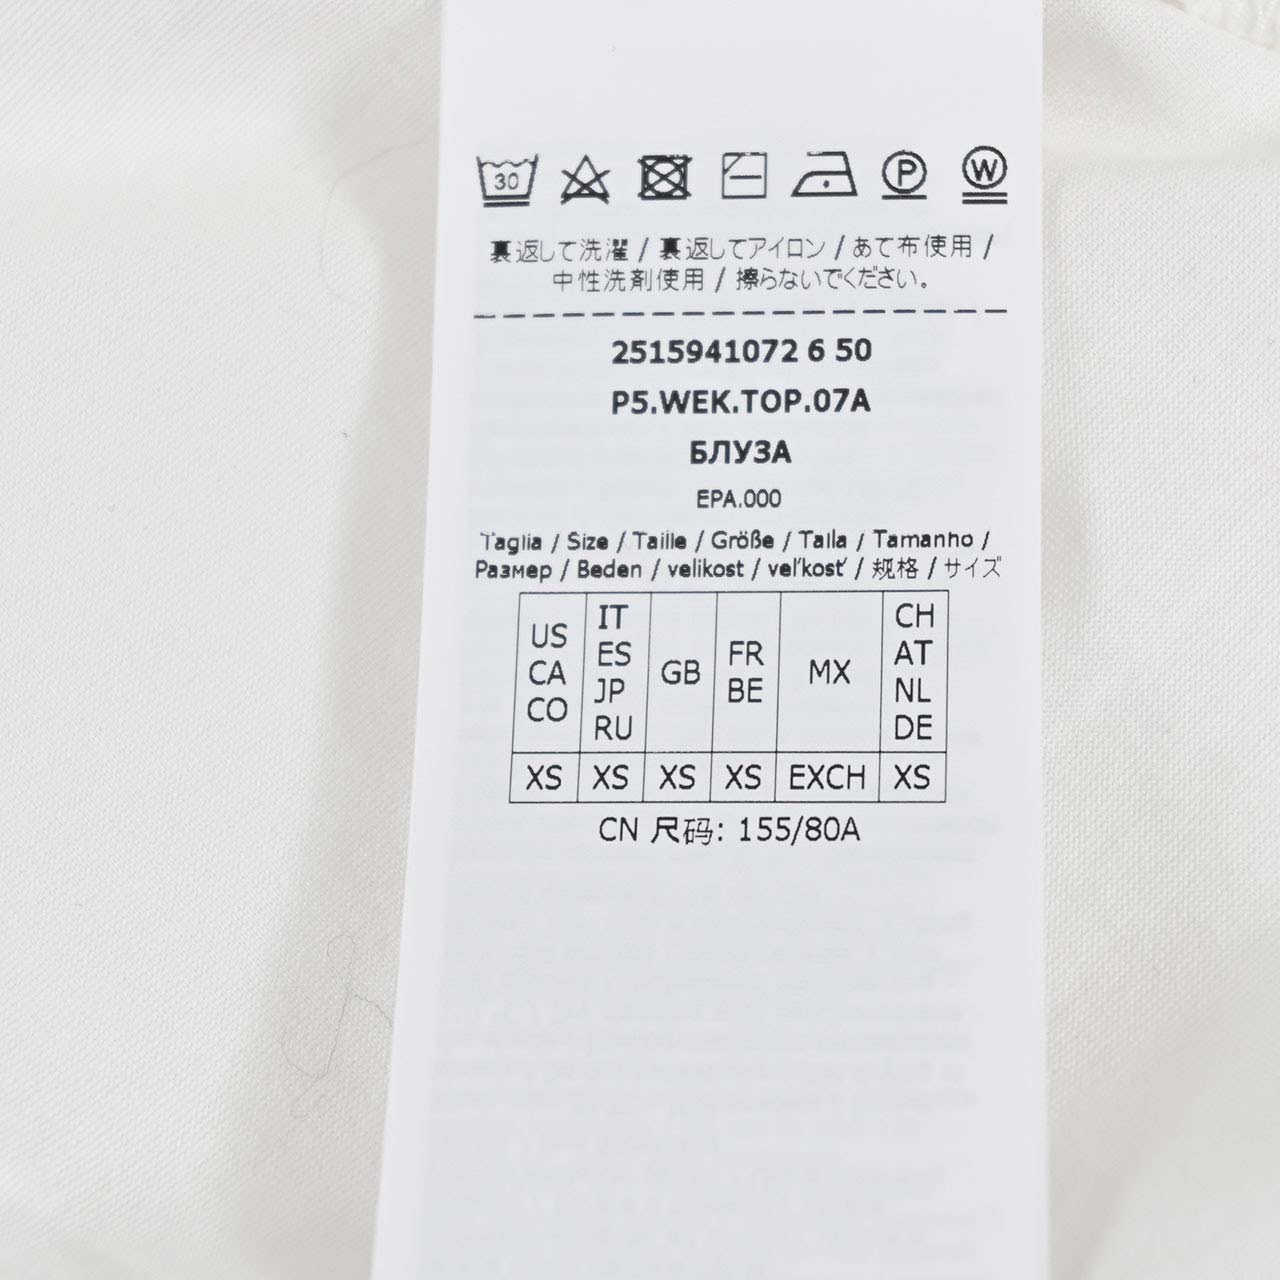 30 P W
裏返して洗濯 / 裏返してアイロン / あて布使用 /
中性洗剤使用 / 擦らないでください。
2515941072 6 50
P5.WEK.TOP.07A
БЛУЗА
EPA.000
Taglia / Size / Taille / Größe / Talla / Tamanho /
Размер / Beden / velikost / veľkosť / 规格 / サイズ
US CA CO
IT ES JP RU
GB
FR BE
MX
CH AT NL DE
XS XS XS XS EXCH XS
CN 尺码: 155/80A